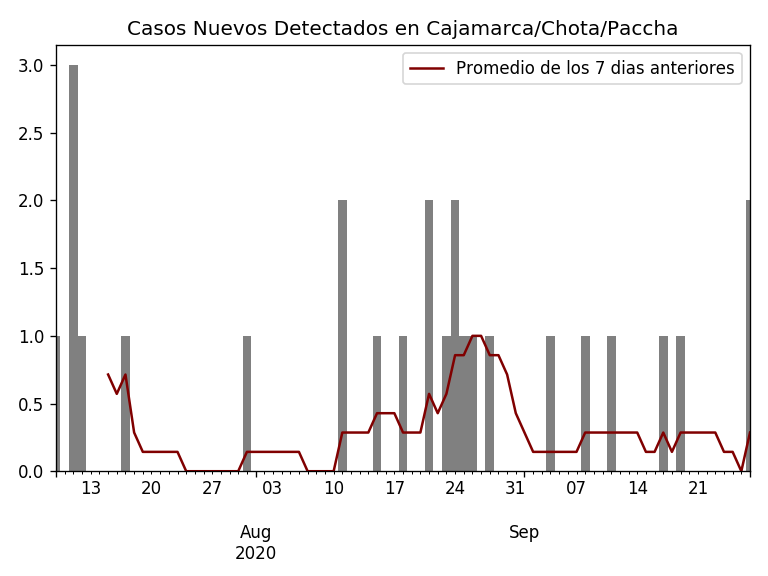 Casos Nuevos Detectados en Cajamarca/Chota/Paccha
Promedio de los 7 dias anteriores
3.0
2.5
2.0
1.5
1.0
0.5
0.0
13 20 27 03 10 17 24 31 07 14 21
Aug Sep
2020